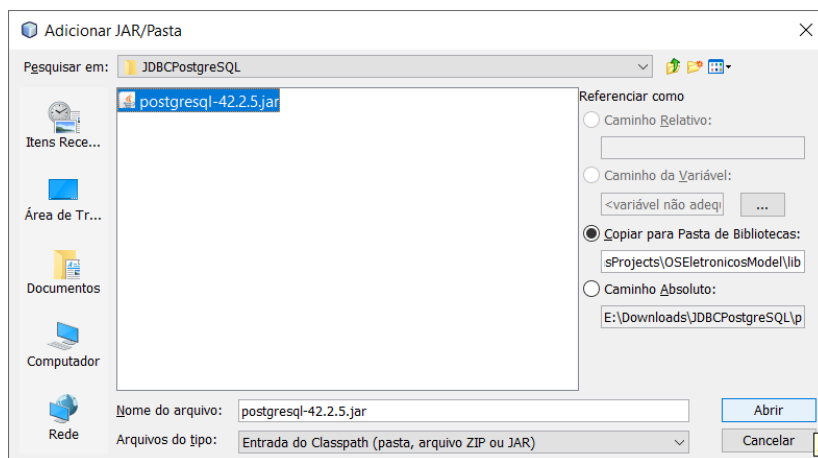 Adicionar JAR/Pasta
Pesquisar em: JDBCPostgreSQL
postgresql-42.2.5.jar
Itens Rece...
Área de Tr...
Documentos
Computador
Rede
Referenciar como
Caminho Relativo:
Caminho da Variável:
<variável não adequ ...
Copiar para Pasta de Bibliotecas:
sProjects\OSEletronicosModel\lib
Caminho Absoluto:
E:\Downloads\JDBCPostgreSQL\p
Nome do arquivo: postgresql-42.2.5.jar Abrir
Arquivos do tipo: Entrada do Classpath (pasta, arquivo ZIP ou JAR) Cancelar